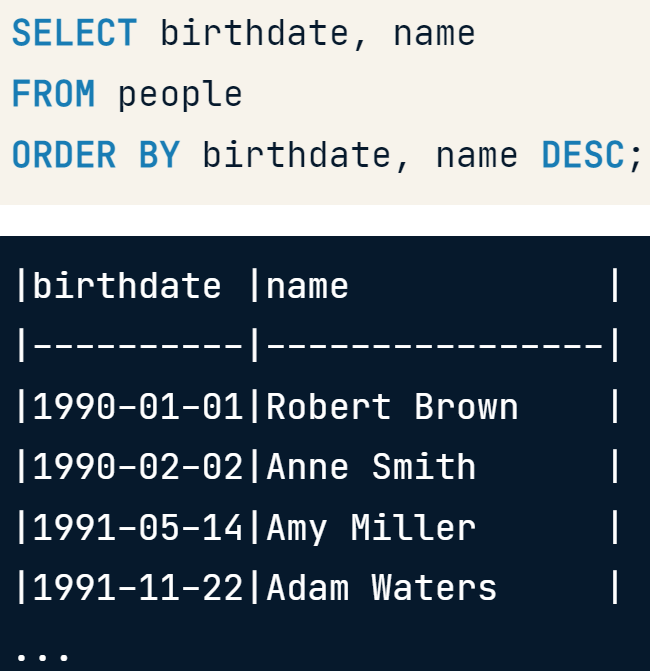 SELECT birthdate, name
FROM people
ORDER BY birthdate, name DESC;
|birthdate |name            |
|----------|----------------|
|1990-01-01|Robert Brown    |
|1990-02-02|Anne Smith      |
|1991-05-14|Amy Miller      |
|1991-11-22|Adam Waters     |
...